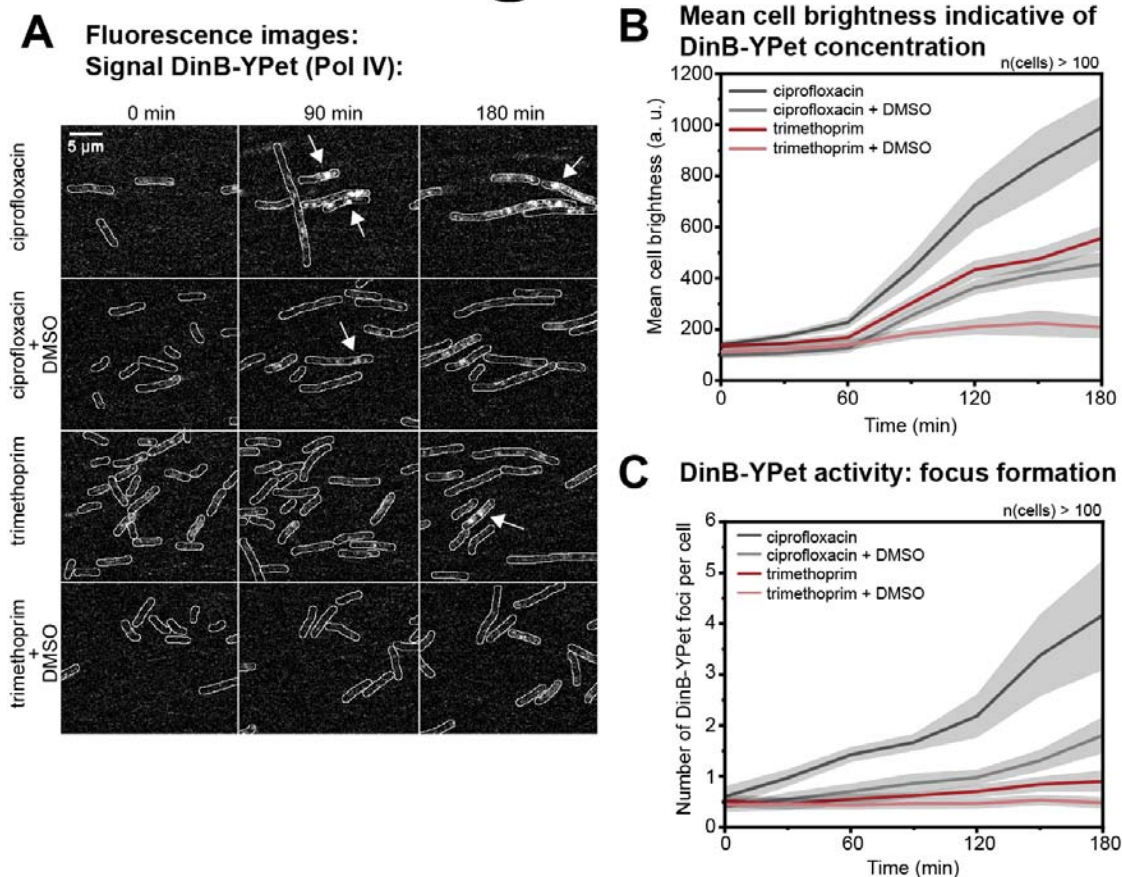 A
Fluorescence images:
Signal DinB-YPet (Pol IV):
0 min
90 min
180 min
5 µm
ciprofloxacin
ciprofloxacin
+
DMSO
trimethoprim
trimethoprim
+
DMSO
B
Mean cell brightness indicative of
DinB-YPet concentration
n(cells) > 100
ciprofloxacin
ciprofloxacin + DMSO
trimethoprim
trimethoprim + DMSO
Mean cell brightness (a. u.)
1200
1000
800
600
400
200
0
0
60
120
180
Time (min)
C
DinB-YPet activity: focus formation
n(cells) > 100
ciprofloxacin
ciprofloxacin + DMSO
trimethoprim
trimethoprim + DMSO
Number of DinB-YPet foci per cell
6
5
4
3
2
1
0
0
60
120
180
Time (min)